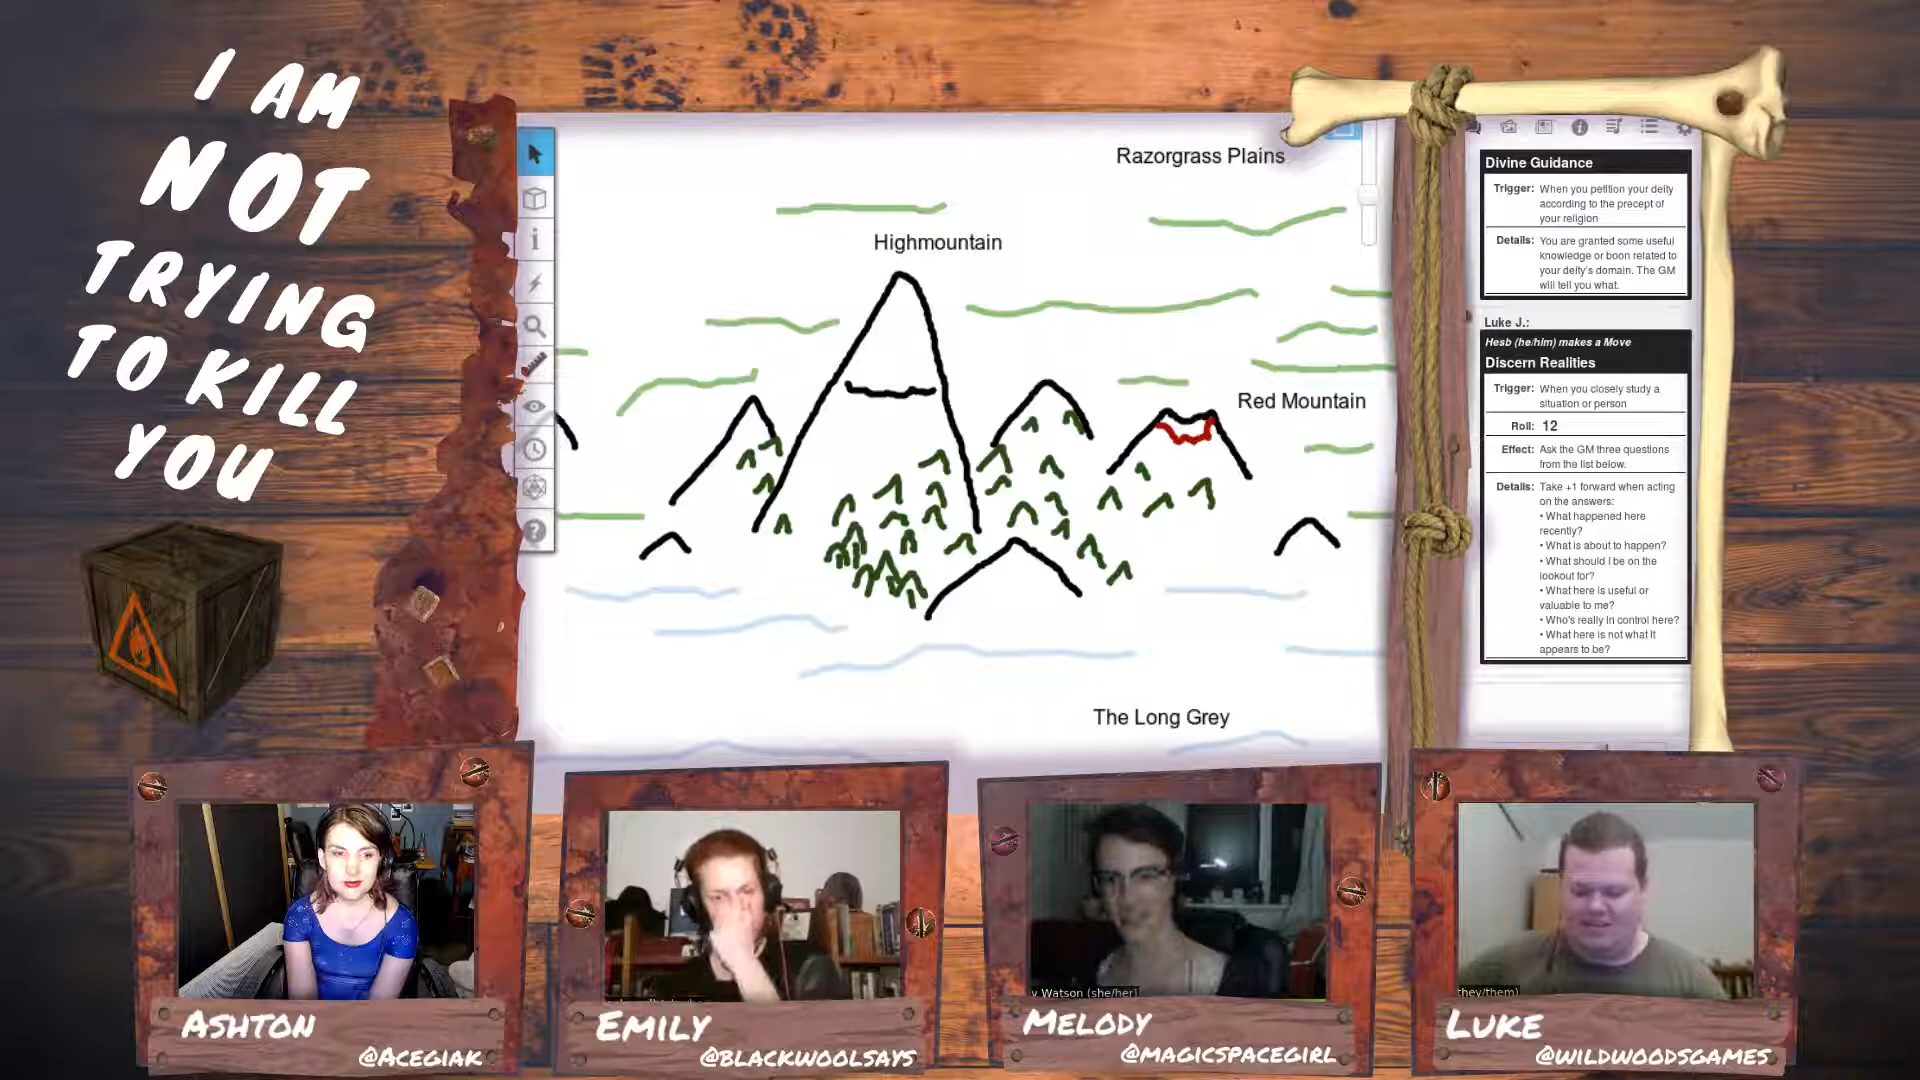 I AM
NOT
TRYING
TO KILL
YOU
Razorgrass Plains
Highmountain
Red Mountain
The Long Grey
Divine Guidance
Trigger: When you petition your deity
according to the precept of
your religion
Details: You are granted some useful
knowledge or boon related to
your deity's domain. The GM
will tell you what.
Luke J.:
Hesb (he/him) makes a Move
Discern Realities
Trigger: When you closely study a
situation or person
Roll: 12
Effect: Ask the GM three questions
from the list below.
Details: Take +1 forward when acting
on the answers:
• What happened here
recently?
• What is about to happen?
• What should I be on the
lookout for?
• What here is useful or
valuable to me?
• Who's really in control here?
• What here is not what it
appears to be?
ASHTON
@ACEGIAK
EMILY
@BLACKWOOLSAYS
y Watson (she/her)
MELODY
@MAGICSPACEGIRL
they/them)
LUKE
@WILDWOODSGAMES